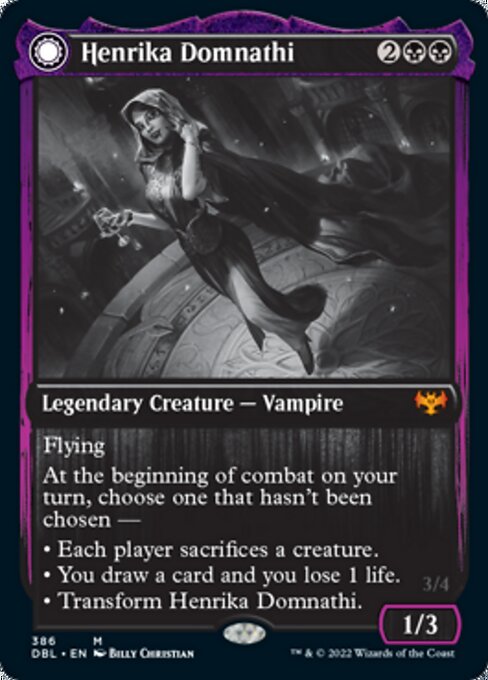 Henrika Domnathi 2
Legendary Creature — Vampire
Flying
At the beginning of combat on your
turn, choose one that hasn't been
chosen —
• Each player sacrifices a creature.
• You draw a card and you lose 1 life.
• Transform Henrika Domnathi.
3/4
1/3
386 M
DBL • EN Billy Christian
™ & © 2022 Wizards of the Coast